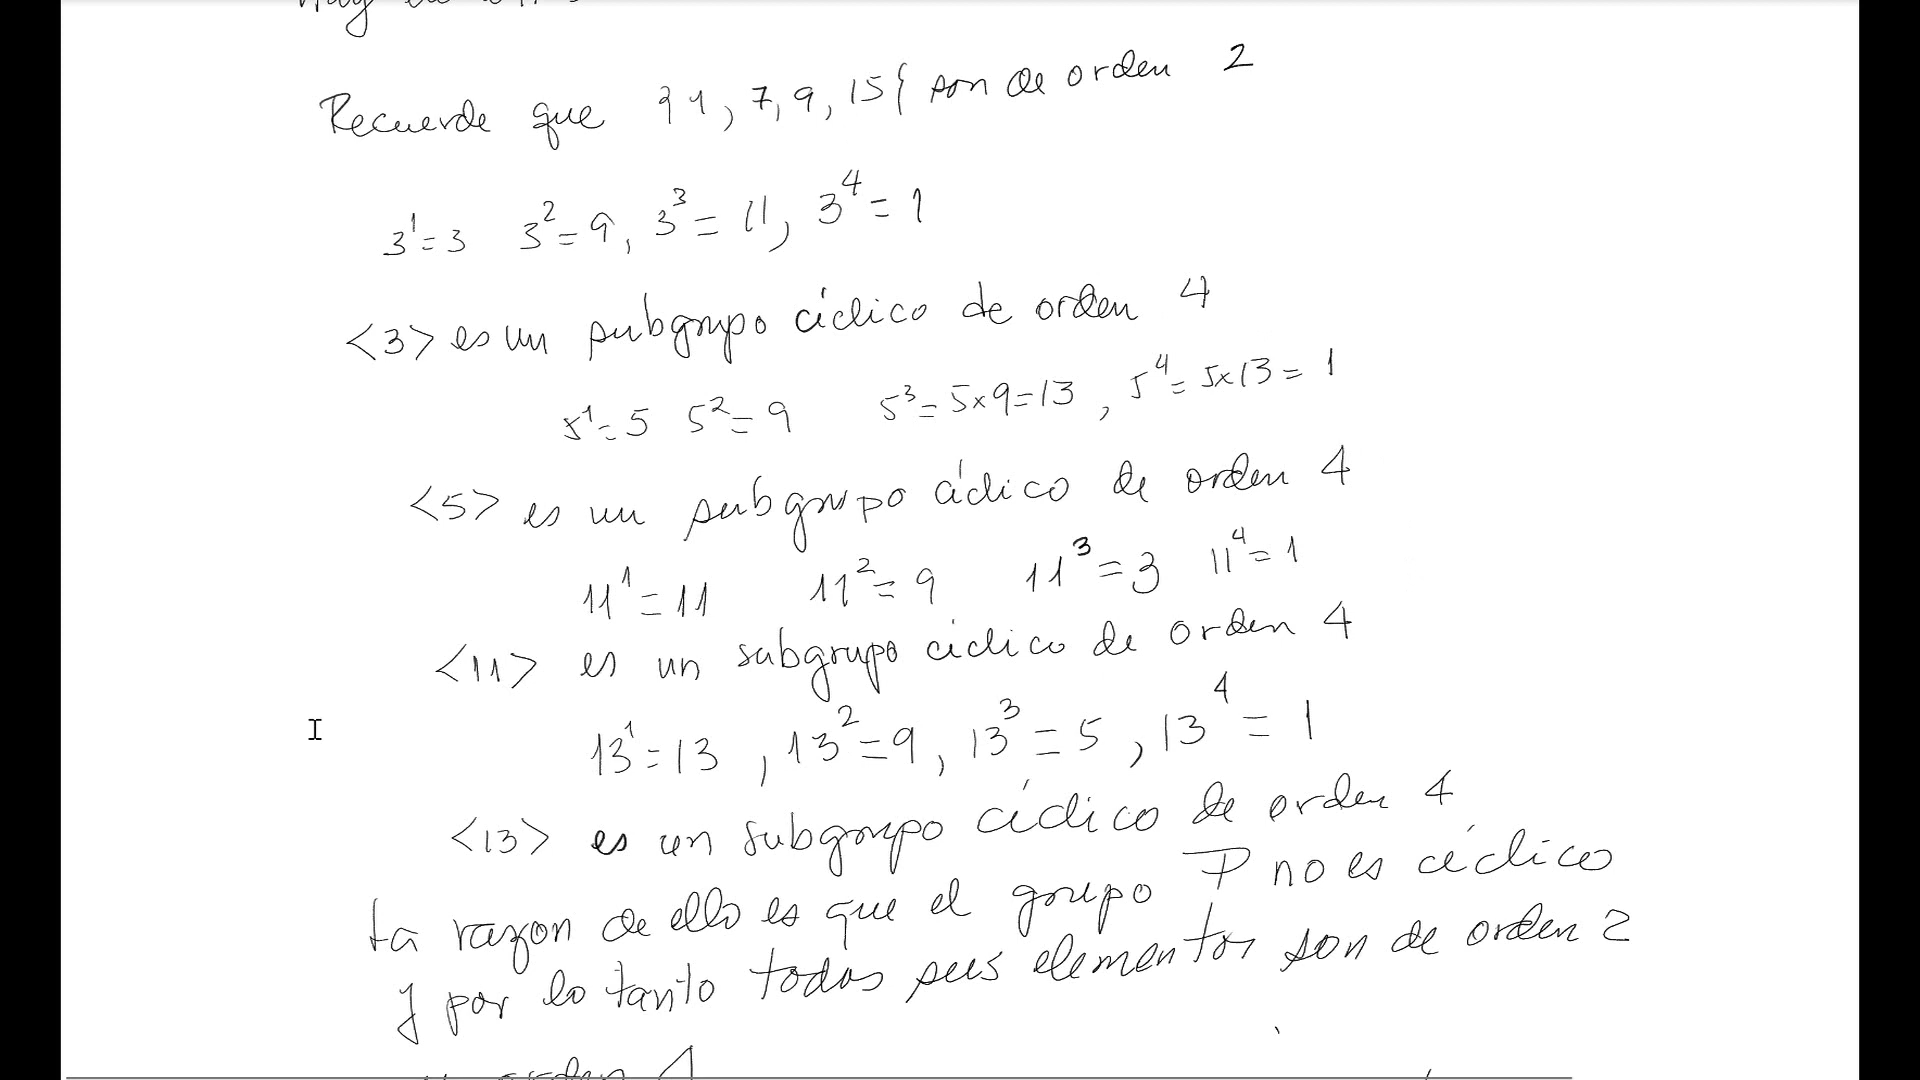 Recuerde que {1, 7, 9, 15{ son de orden 2
3¹=3 3²=9, 3³=11, 3⁴=1
<3> es un subgrupo cíclico de orden 4
5¹=5 5²=9 5³=5x9=13, 5⁴=5x13=1
<5> es un subgrupo cíclico de orden 4
11¹=11 11²=9 11³=3 11⁴=1
<11> es un subgrupo cíclico de orden 4
13¹=13, 13²=9, 13³=5, 13⁴=1
<13> es un subgrupo cíclico de orden 4
La razon de ello es que el grupo P no es cíclico
y por lo tanto todos sus elementos son de orden 2
orden 4